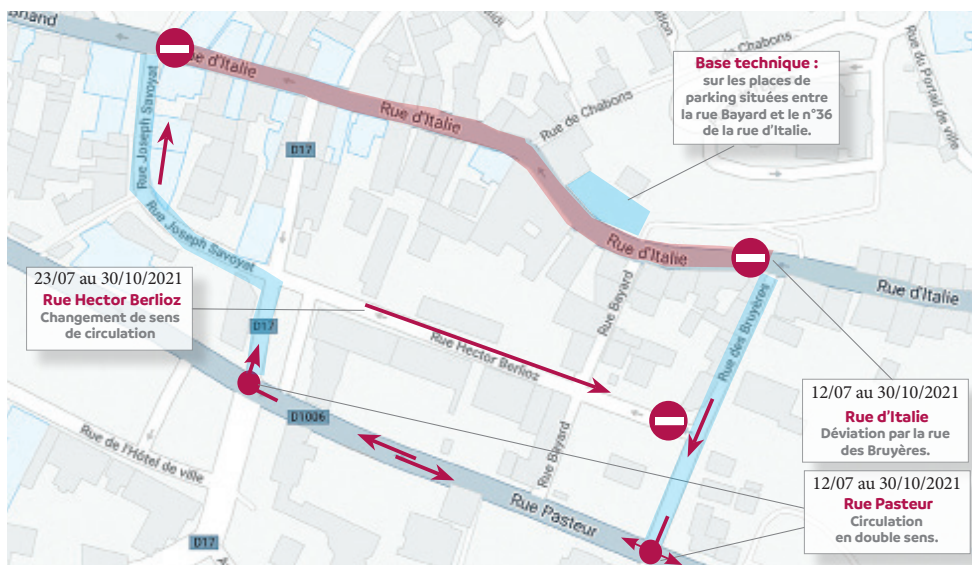 Rue d'Italie
Rue d'Italie
Rue d'Italie
Rue d'Italie
Rue de Chabons
de Chabons
Rue du Portail de ville
Base technique :
sur les places de
parking situées entre
la rue Bayard et le n°36
de la rue d'Italie.
D17
Rue Joseph Savoyat
Rue Joseph Savoyat
23/07 au 30/10/2021
Rue Hector Berlioz
Changement de sens
de circulation
D17
Rue Bayard
Rue des Bruyères
Rue Hector Berlioz
D1006
Rue de l'Hôtel de ville
Rue Bayard
Rue Pasteur
D17
12/07 au 30/10/2021
Rue d'Italie
Déviation par la rue
des Bruyères.
12/07 au 30/10/2021
Rue Pasteur
Circulation
en double sens.